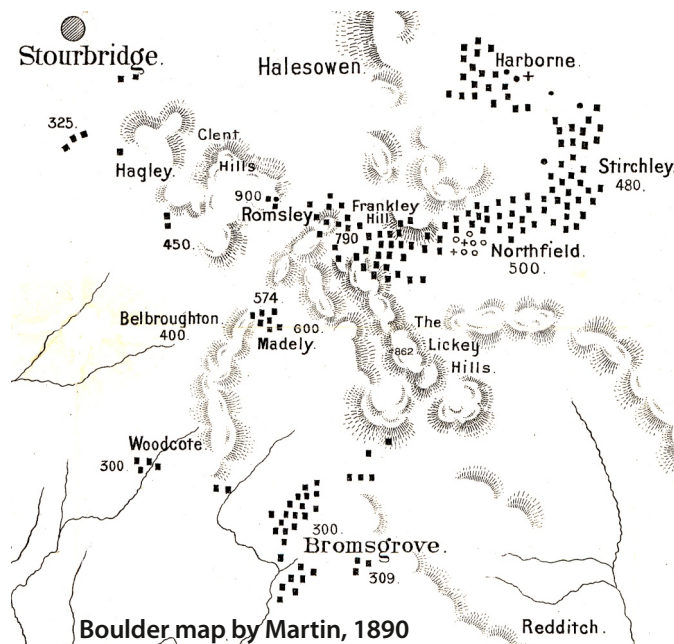 Stourbridge.
Halesowen.
Harborne.
325.
Clent
Hills
Hagley.
Stirchley.
480.
900
Romsley
Frankley
Hill
790
450.
Northfield.
500.
574.
Belbroughton
400.
600.
Madely.
The
Lickey
Hills.
862
Woodcote.
300.
300.
Bromsgrove.
309.
Redditch.
Boulder map by Martin, 1890